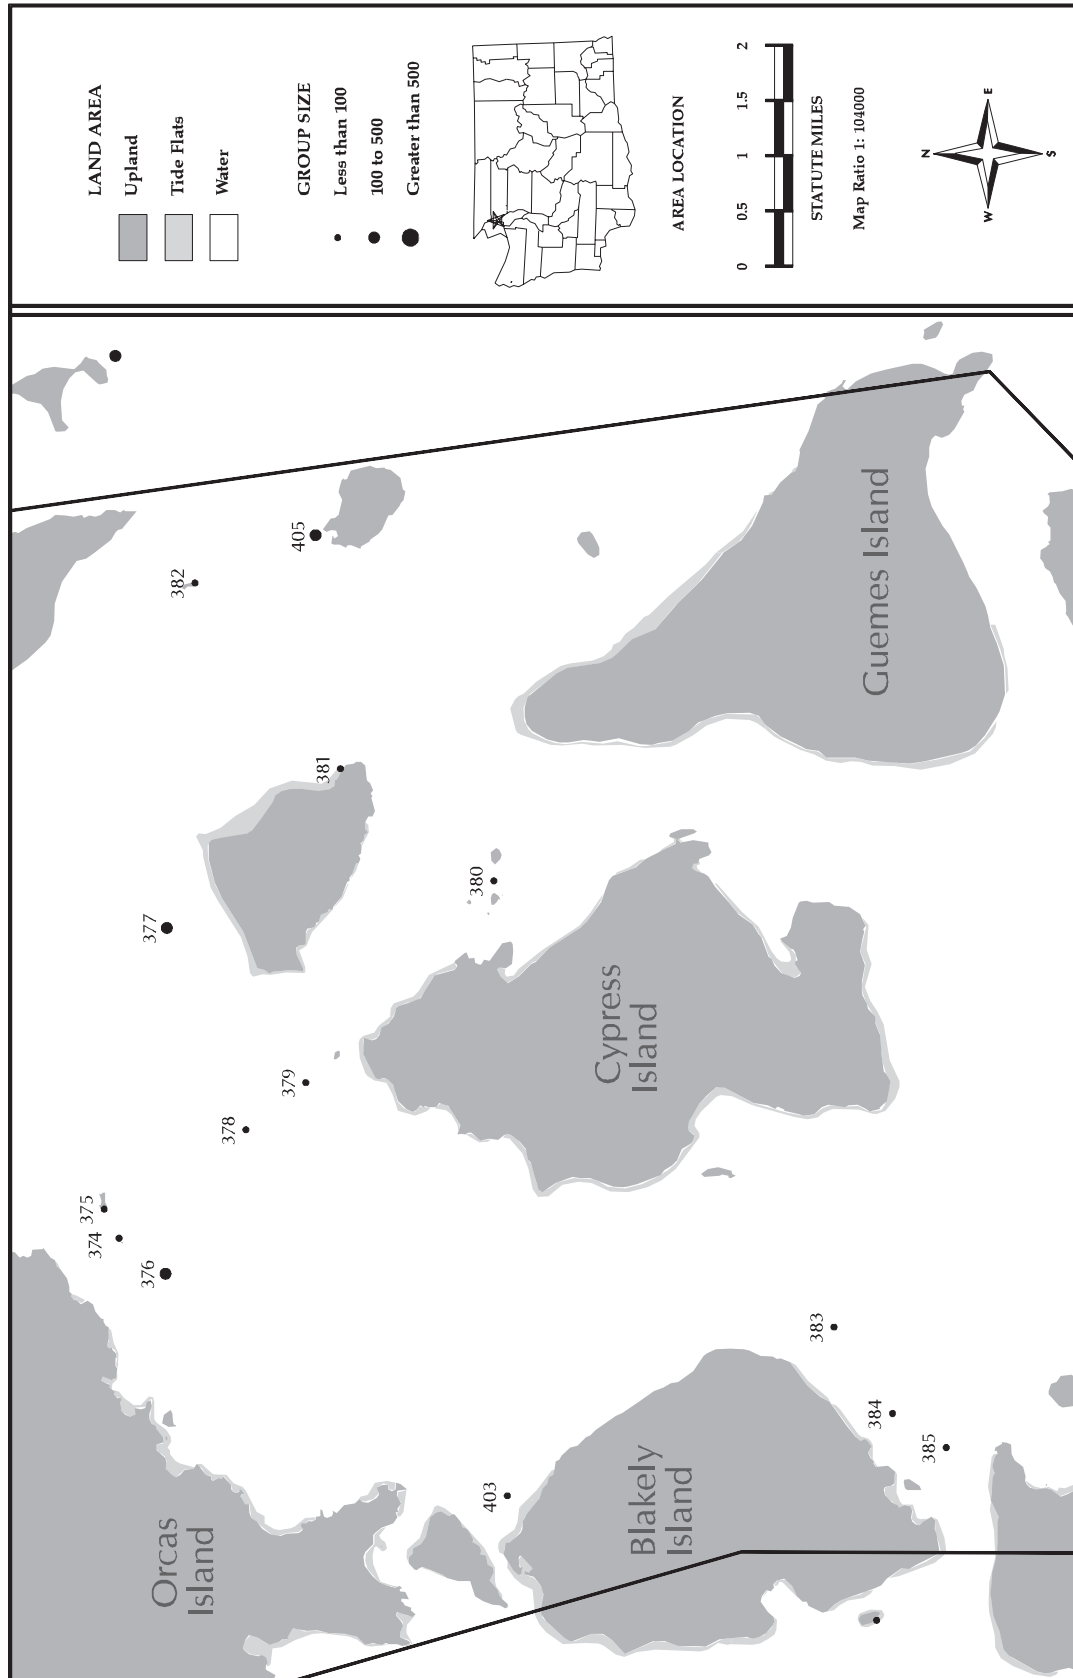 LAND AREA
Upland
Tide Flats
Water
GROUP SIZE
Less than 100
100 to 500
Greater than 500
AREA LOCATION
0 0.5 1 1.5 2
STATUTE MILES
Map Ratio 1: 104000
N
E
S
W
405
382
381
377
380
379
378
375
374
376
383
384
385
403
Guemes Island
Cypress
Island
Orcas
Island
Blakely
Island